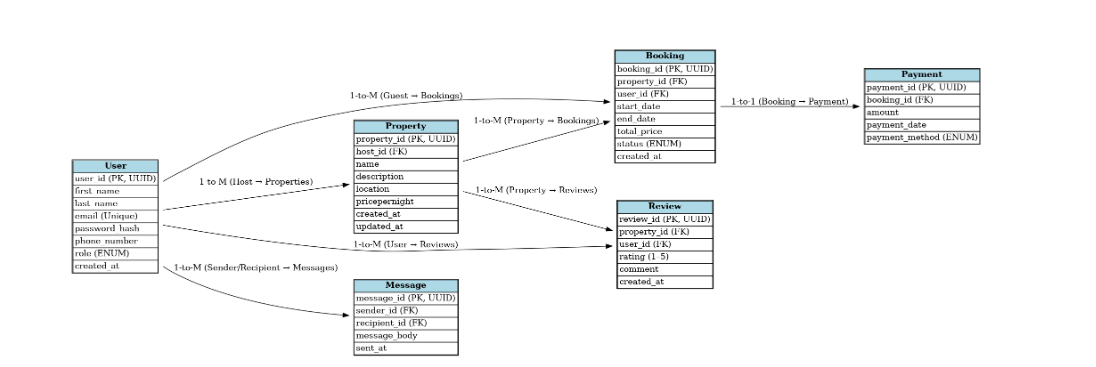 User
user_id (PK, UUID)
first_name
last_name
email (Unique)
password_hash
phone_number
role (ENUM)
created_at
1-to-M (Guest → Bookings)
1 to M (Host → Properties)
1-to-M (User → Reviews)
1-to-M (Sender/Recipient → Messages)
Property
property_id (PK, UUID)
host_id (FK)
name
description
location
pricepernight
created_at
updated_at
Message
message_id (PK, UUID)
sender_id (FK)
recipient_id (FK)
message_body
sent_at
1-to-M (Property → Bookings)
1-to-M (Property → Reviews)
Booking
booking_id (PK, UUID)
property_id (FK)
user_id (FK)
start_date
end_date
total_price
status (ENUM)
created_at
Review
review_id (PK, UUID)
property_id (FK)
user_id (FK)
rating (1–5)
comment
created_at
1-to-1 (Booking → Payment)
Payment
payment_id (PK, UUID)
booking_id (FK)
amount
payment_date
payment_method (ENUM)